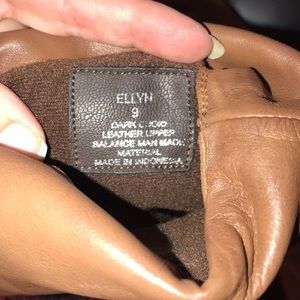 ELLYN
9
DARK
LEATHER UPPER
BALANCE MAN MADE
MATERIAL
MADE IN INDONESIA